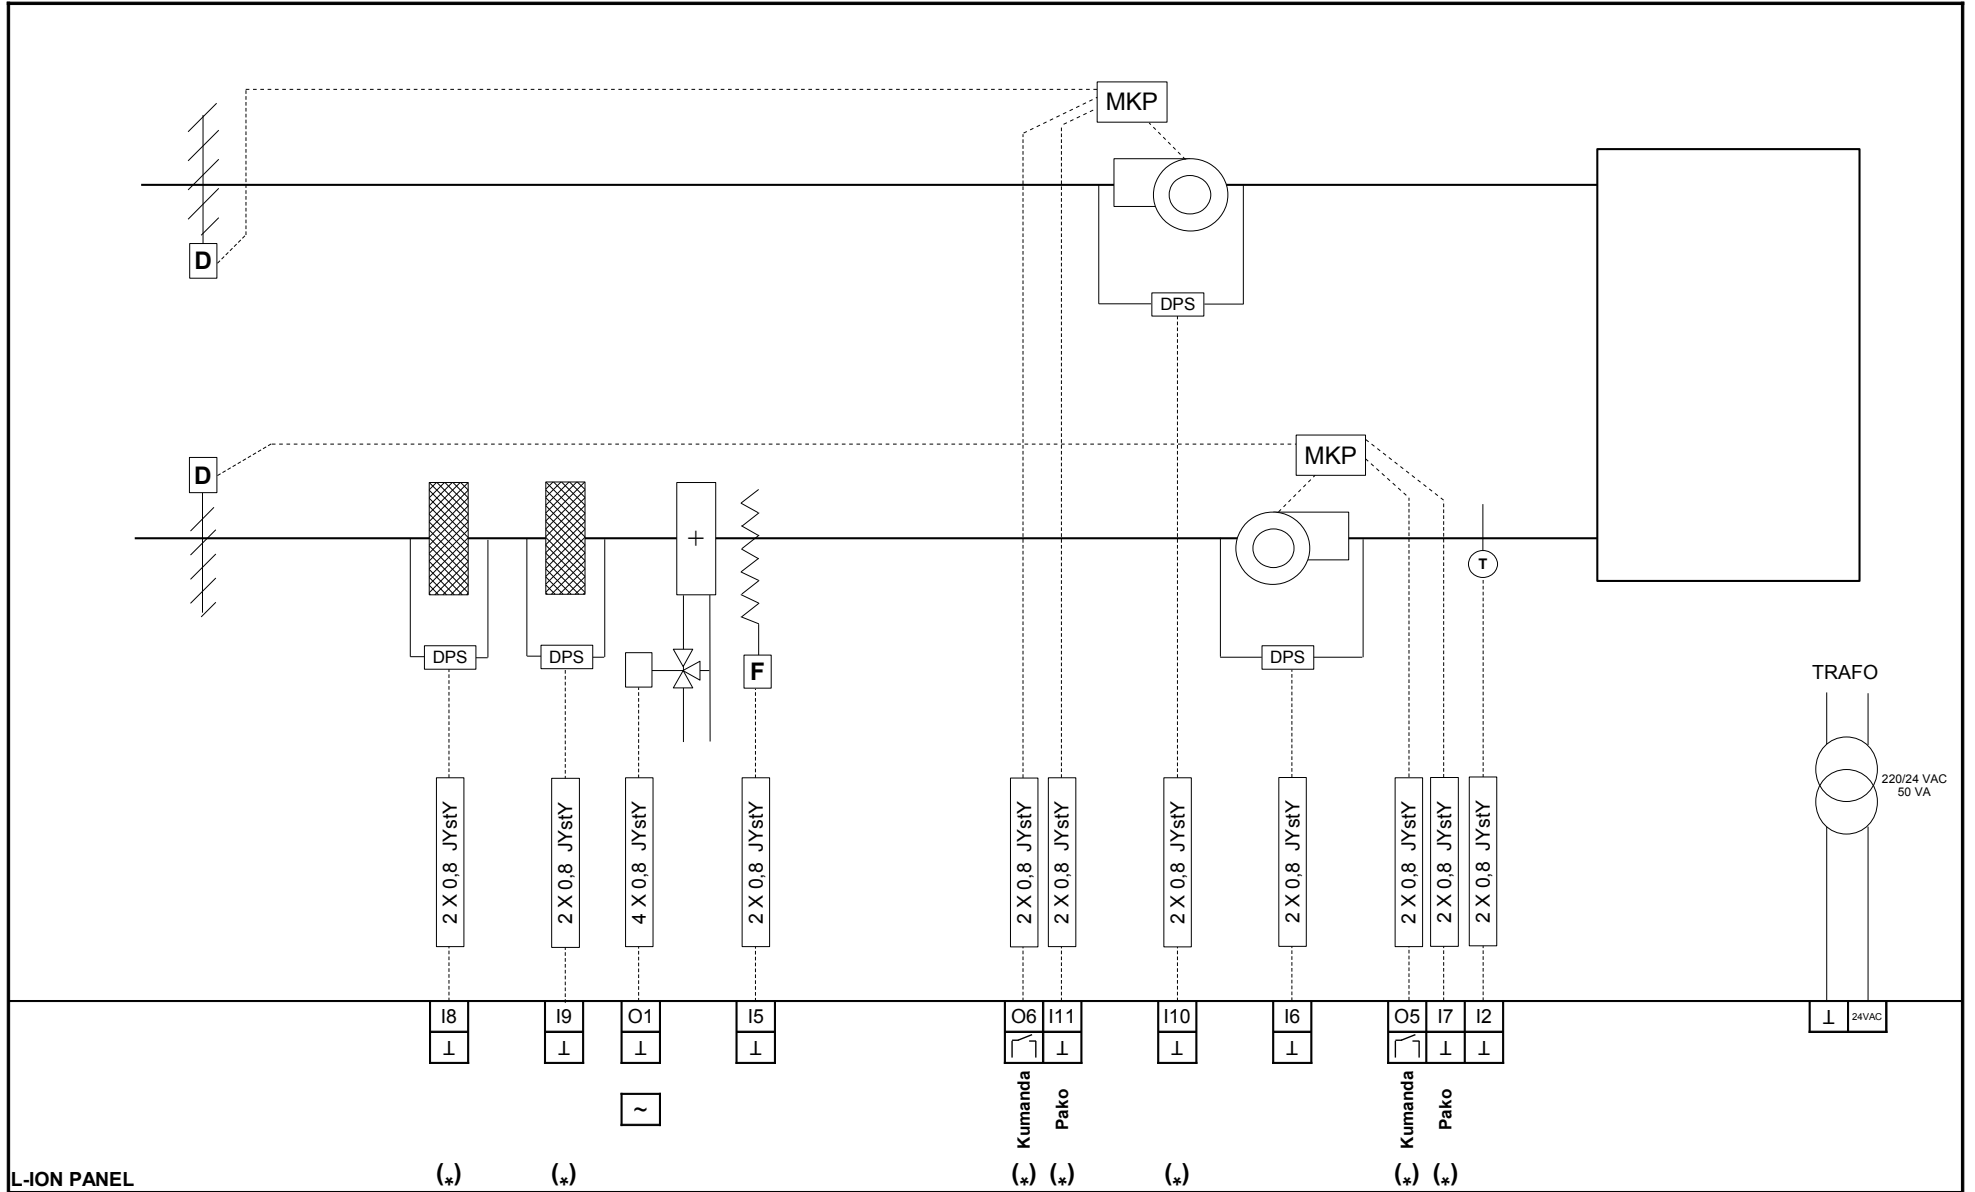 MKP
D
DPS
MKP
D
+
T
DPS
DPS
F
DPS
TRAFO
220/24 VAC
50 VA
2 X 0,8 JYstY
2 X 0,8 JYstY
4 X 0,8 JYstY
2 X 0,8 JYstY
2 X 0,8 JYstY
2 X 0,8 JYstY
2 X 0,8 JYstY
2 X 0,8 JYstY
2 X 0,8 JYstY
2 X 0,8 JYstY
2 X 0,8 JYstY
I8
I9
O1
I5
O6
I11
I10
I6
O5
I7
I2
⊥
24VAC
⊥
⊥
⊥
⊥
⊥
⊥
⊥
⊥
⊥
~
Kumanda
Pako
Kumanda
Pako
L-ION PANEL
(*)
(*)
(*)
(*)
(*)
(*)
(*)